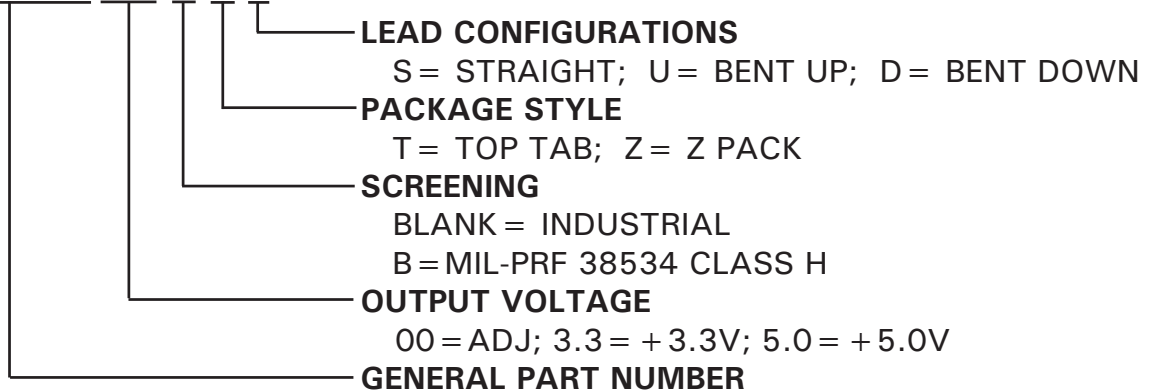 LEAD CONFIGURATIONS
S= STRAIGHT; U= BENT UP; D= BENT DOWN
PACKAGE STYLE
T= TOP TAB; Z= Z PACK
SCREENING
BLANK= INDUSTRIAL
B=MIL-PRF 38534 CLASS H
OUTPUT VOLTAGE
00=ADJ; 3.3=+3.3V; 5.0=+5.0V
GENERAL PART NUMBER